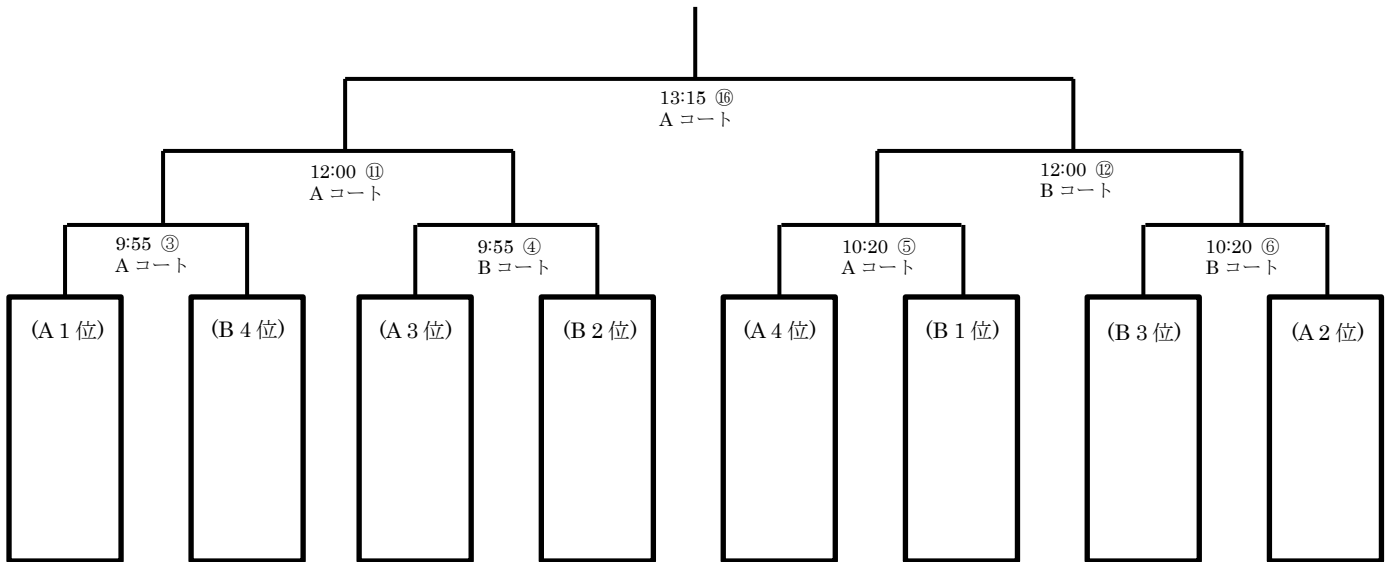 13:15 ⑯
A コート
12:00 ⑪
A コート
12:00 ⑫
B コート
9:55 ③
A コート
9:55 ④
B コート
10:20 ⑤
A コート
10:20 ⑥
B コート
(A 1 位)
(B 4 位)
(A 3 位)
(B 2 位)
(A 4 位)
(B 1 位)
(B 3 位)
(A 2 位)